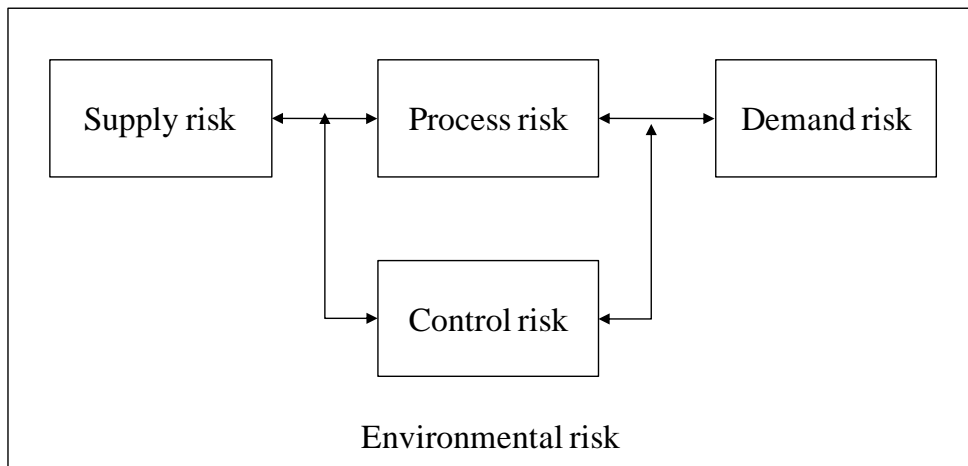 Supply risk
Process risk
Demand risk
Control risk
Environmental risk